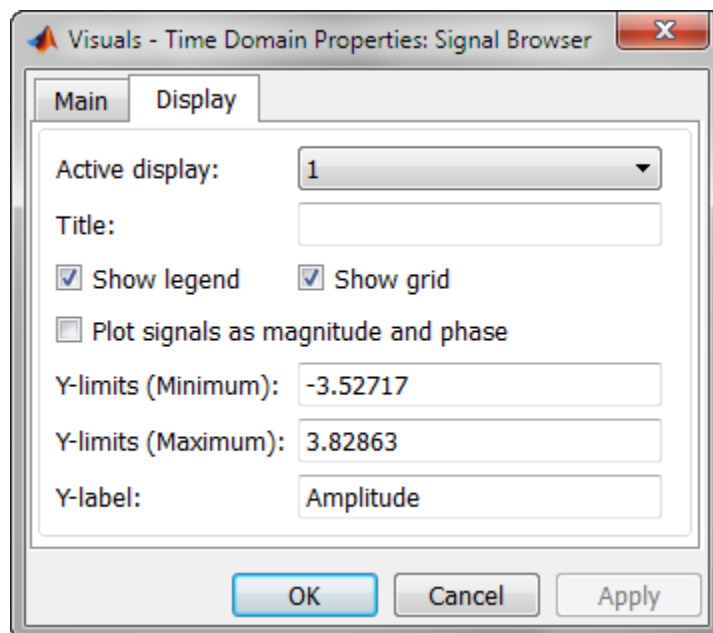 Visuals - Time Domain Properties: Signal Browser
Main Display
Active display: 1
Title:
Show legend Show grid
Plot signals as magnitude and phase
Y-limits (Minimum): -3.52717
Y-limits (Maximum): 3.82863
Y-label: Amplitude
OK Cancel Apply